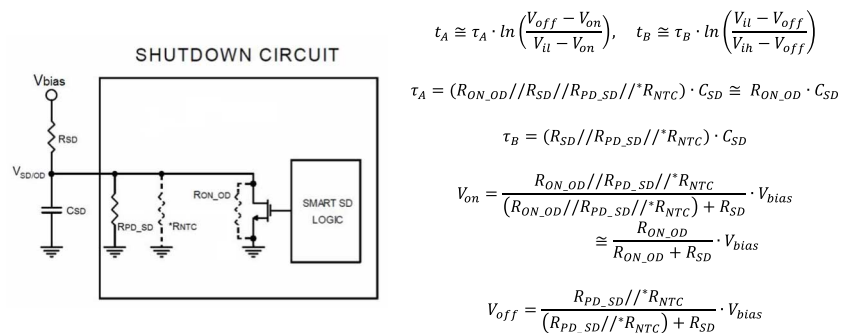 SHUTDOWN CIRCUIT
Vbias
RSD
VSD/OD
CSD
RPD_SD
*RNTC
RON_OD
SMART SD
LOGIC
t_A ≅ τ_A · ln((V_off − V_on)/(V_il − V_on)), t_B ≅ τ_B · ln((V_il − V_off)/(V_ih − V_off))
τ_A = (R_ON_OD//R_SD//R_PD_SD//*R_NTC) · C_SD ≅ R_ON_OD · C_SD
τ_B = (R_SD//R_PD_SD//*R_NTC) · C_SD
V_on = (R_ON_OD//R_PD_SD//*R_NTC)/((R_ON_OD//R_PD_SD//*R_NTC) + R_SD) · V_bias
≅ R_ON_OD/(R_ON_OD + R_SD) · V_bias
V_off = (R_PD_SD//*R_NTC)/((R_PD_SD//*R_NTC) + R_SD) · V_bias